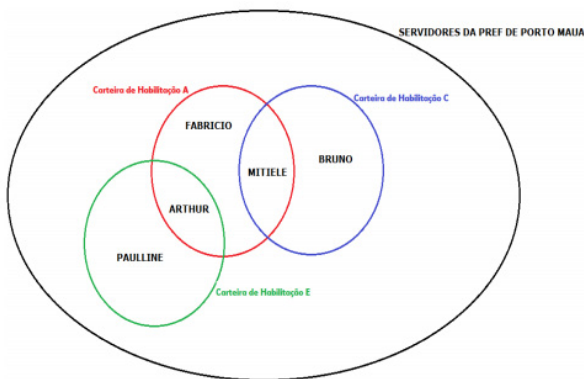 SERVIDORES DA PREF DE PORTO MAUA
Carteira de Habilitação A
Carteira de Habilitação C
FABRICIO
BRUNO
MITIELE
ARTHUR
PAULLINE
Carteira de Habilitação E